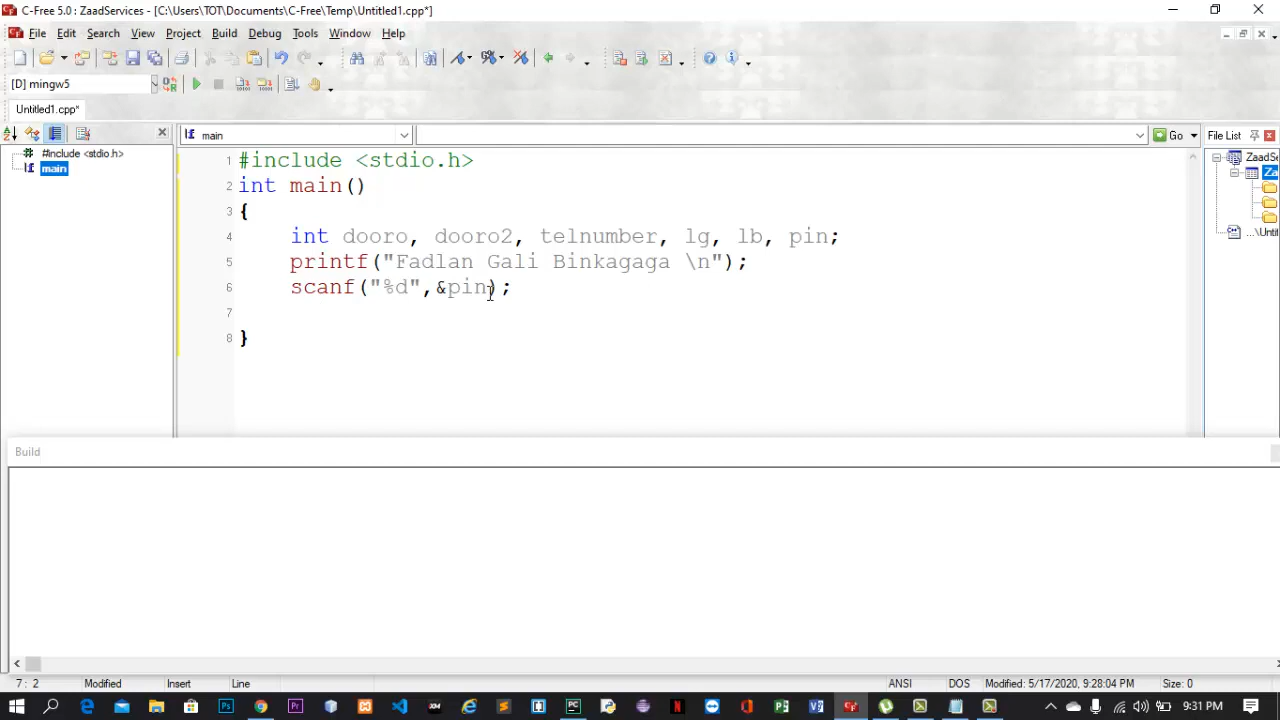 C-Free 5.0 : ZaadServices - [C:\Users\TOT\Documents\C-Free\Temp\Untitled1.cpp*]
File Edit Search View Project Build Debug Tools Window Help
[D] mingw5
Untitled1.cpp*
main
Go
File List
#include <stdio.h>
main
ZaadSe
Za
...\Unti
1 #include <stdio.h>
2 int main()
3 {
4 int dooro, dooro2, telnumber, lg, lb, pin;
5 printf("Fadlan Gali Binkagaga \n");
6 scanf("%d",&pin);
8 }
Build
7 : 2 Modified Insert Line ANSI DOS Modified: 5/17/2020, 9:28:04 PM Size: 0
9:31 PM